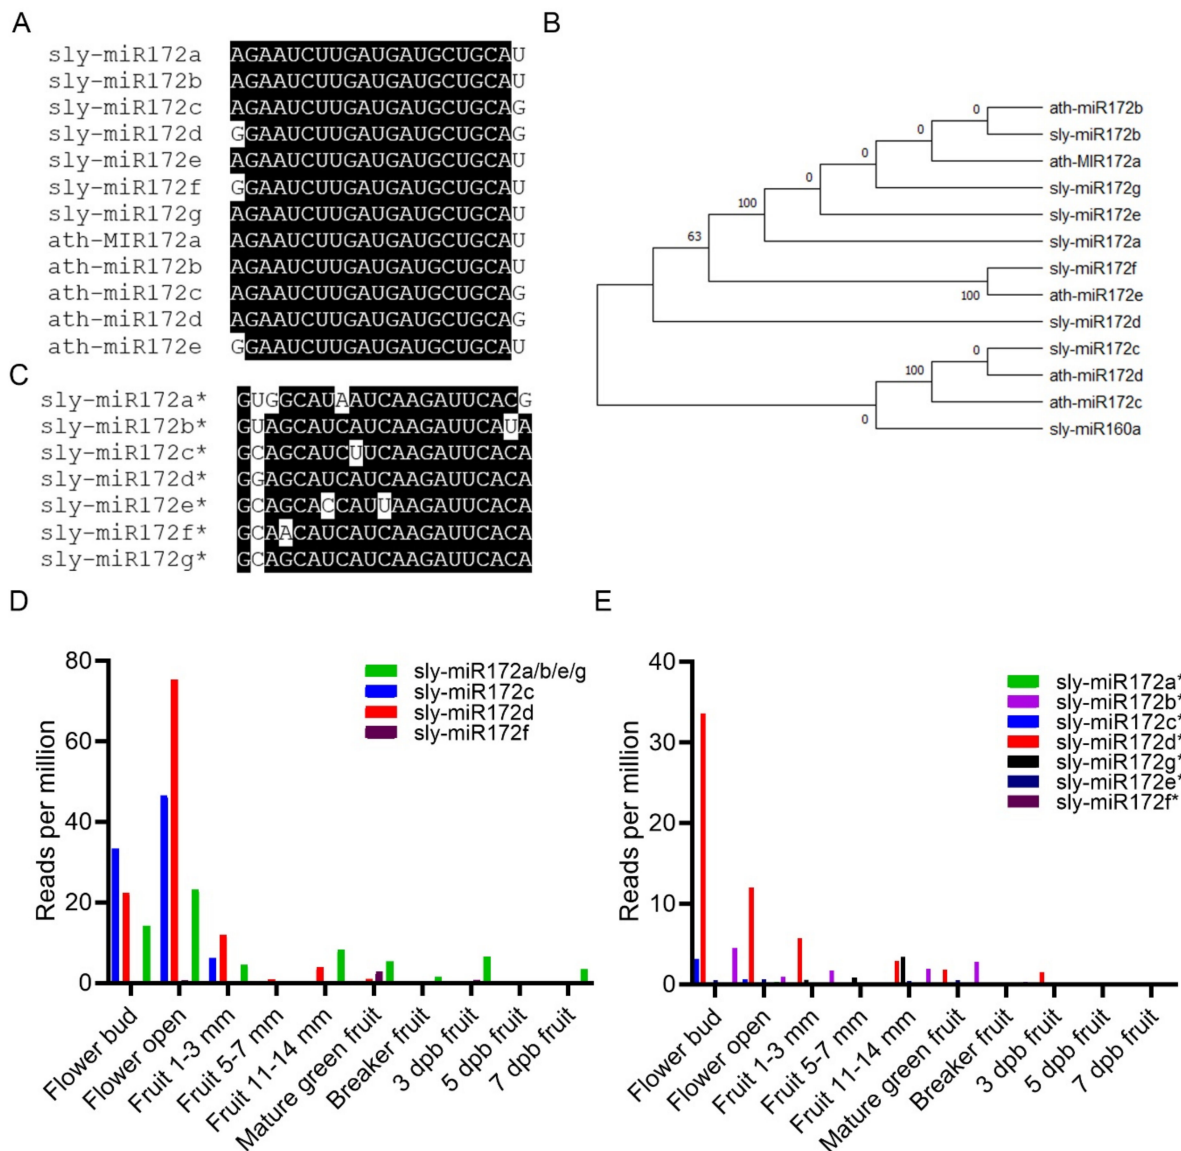 A
sly-miR172a AGAAUCUUGAUGAUGCUGCAU
sly-miR172b AGAAUCUUGAUGAUGCUGCAU
sly-miR172c AGAAUCUUGAUGAUGCUGCAG
sly-miR172d GGAAUCUUGAUGAUGCUGCAG
sly-miR172e AGAAUCUUGAUGAUGCUGCAU
sly-miR172f GGAAUCUUGAUGAUGCUGCAU
sly-miR172g AGAAUCUUGAUGAUGCUGCAU
ath-MIR172a AGAAUCUUGAUGAUGCUGCAU
ath-miR172b AGAAUCUUGAUGAUGCUGCAU
ath-miR172c AGAAUCUUGAUGAUGCUGCAG
ath-miR172d AGAAUCUUGAUGAUGCUGCAG
ath-miR172e GGAAUCUUGAUGAUGCUGCAU
B
0
0
0
0
100
63
100
0
100
0
ath-miR172b
sly-miR172b
ath-MIR172a
sly-miR172g
sly-miR172e
sly-miR172a
sly-miR172f
ath-miR172e
sly-miR172d
sly-miR172c
ath-miR172d
ath-miR172c
sly-miR160a
C
sly-miR172a* GUGGCAUAAUCAAGAUUCACG
sly-miR172b* GUAGCAUCAUCAAGAUUCAUA
sly-miR172c* GCAGCAUCUUCAAGAUUCACA
sly-miR172d* GGAGCAUCAUCAAGAUUCACA
sly-miR172e* GCAGCACCAUUAAGAUUCACA
sly-miR172f* GCAACAUCAUCAAGAUUCACA
sly-miR172g* GCAGCAUCAUCAAGAUUCACA
D
Reads per million
80
60
40
20
0
sly-miR172a/b/e/g
sly-miR172c
sly-miR172d
sly-miR172f
Flower bud
Flower open
Fruit 1-3 mm
Fruit 5-7 mm
Fruit 11-14 mm
Mature green fruit
Breaker fruit
3 dpb fruit
5 dpb fruit
7 dpb fruit
E
Reads per million
40
30
20
10
0
sly-miR172a*
sly-miR172b*
sly-miR172c*
sly-miR172d*
sly-miR172g*
sly-miR172e*
sly-miR172f*
Flower bud
Flower open
Fruit 1-3 mm
Fruit 5-7 mm
Fruit 11-14 mm
Mature green fruit
Breaker fruit
3 dpb fruit
5 dpb fruit
7 dpb fruit